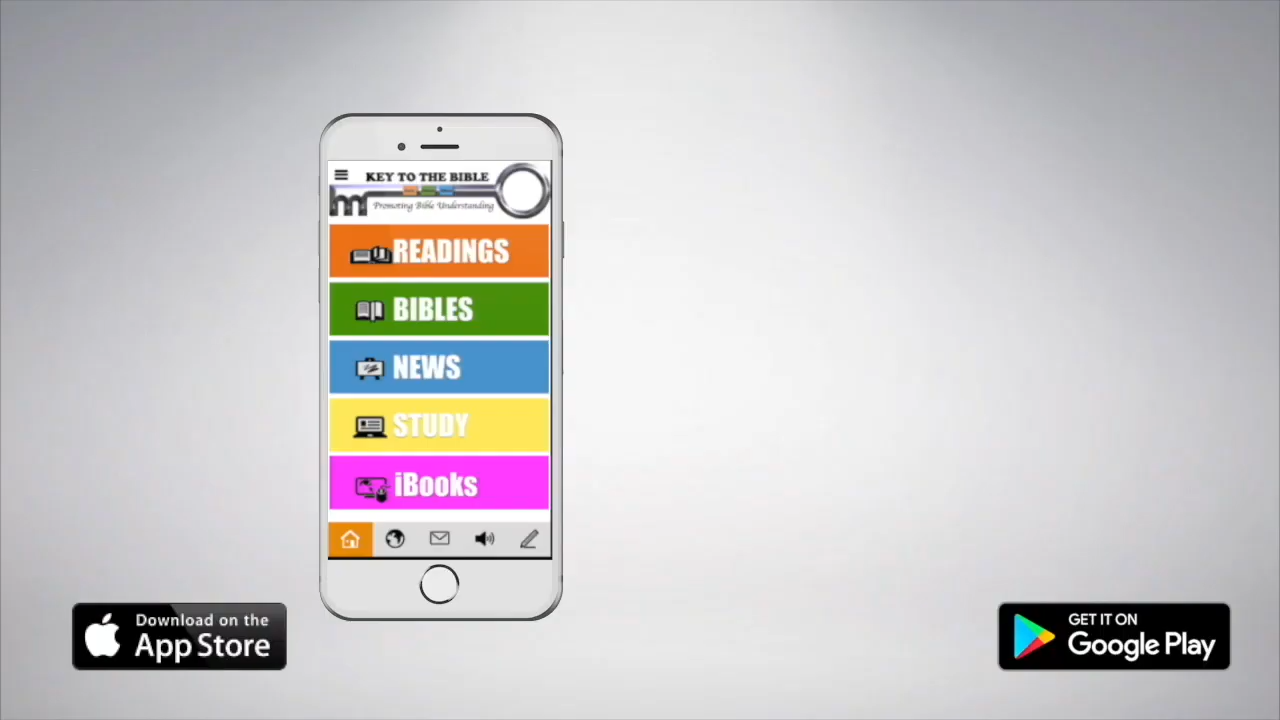 KEY TO THE BIBLE
Promoting Bible Understanding
READINGS
BIBLES
NEWS
STUDY
iBooks
Download on the
App Store
GET IT ON
Google Play